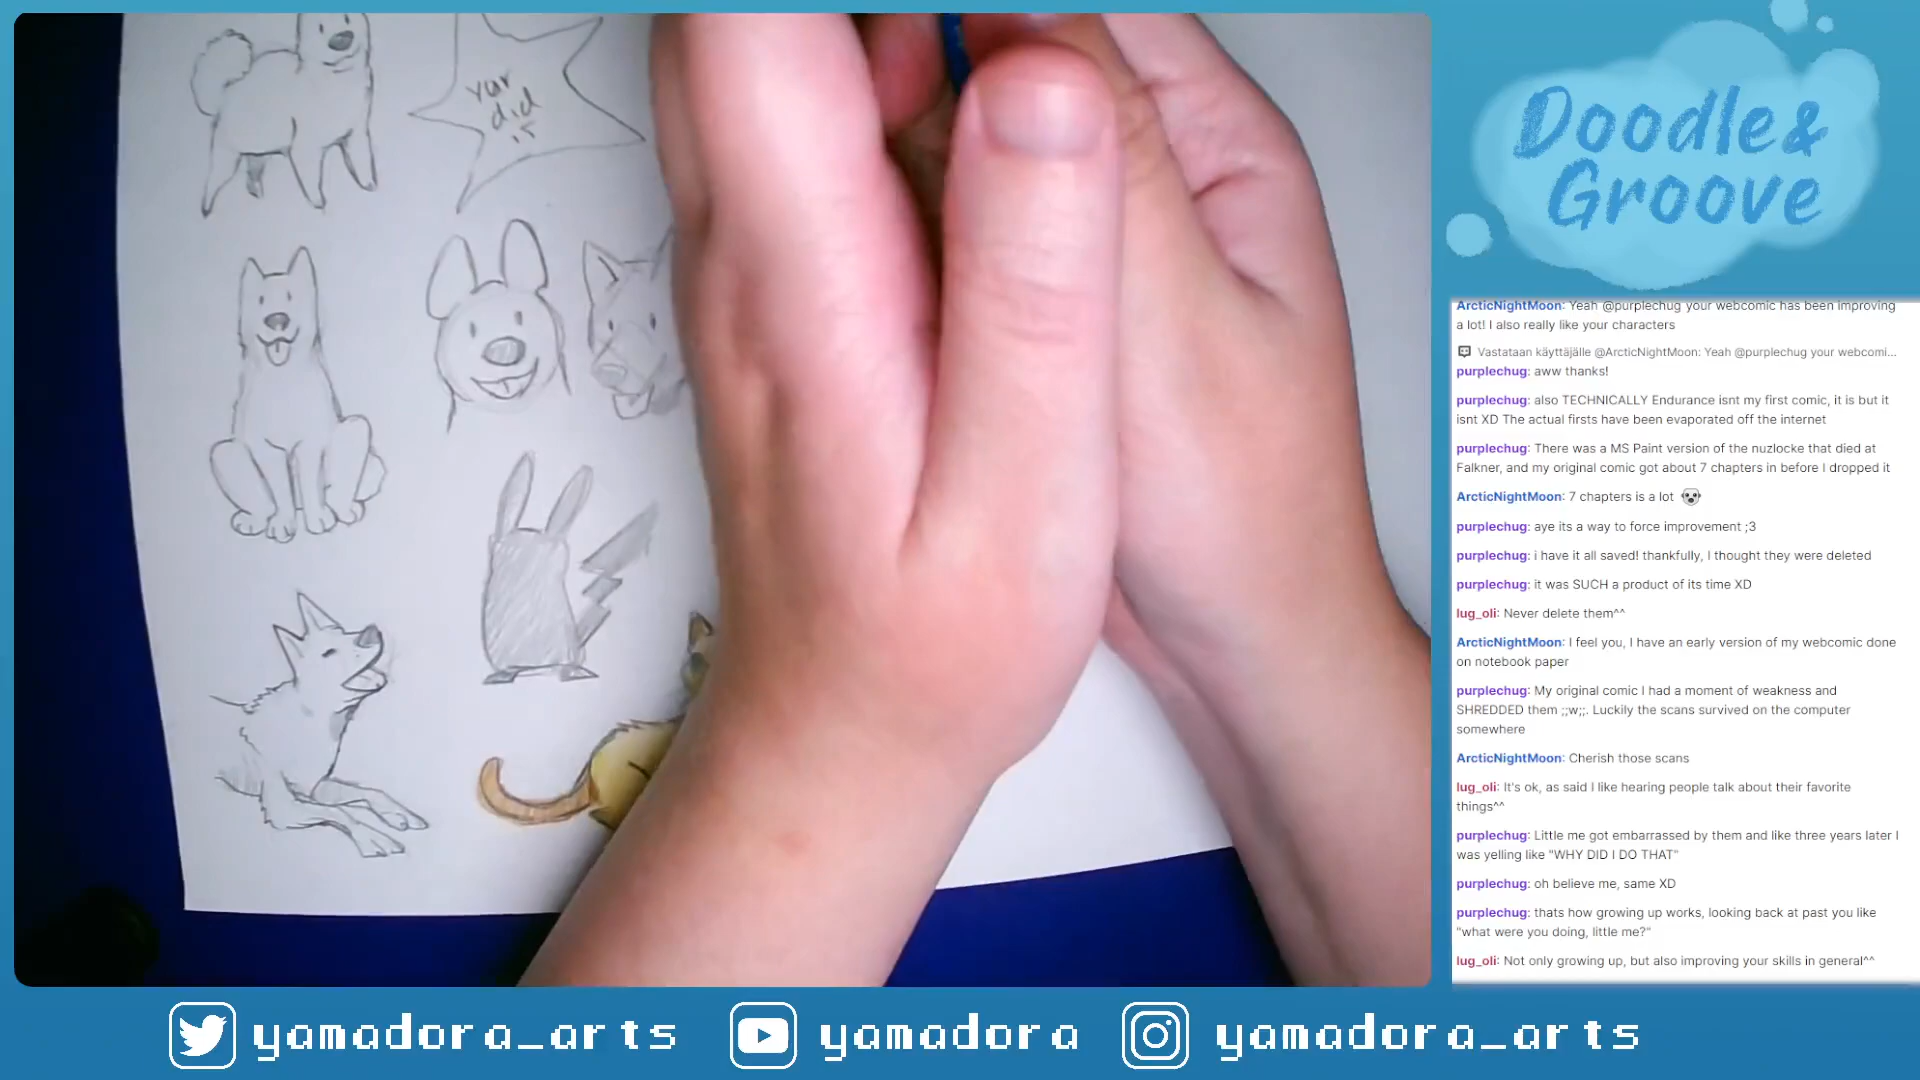 yar
did
it
Doodle&
Groove
ArcticNightMoon: Yeah @purplechug your webcomic has been improving
a lot! I also really like your characters
Vastataan käyttäjälle @ArcticNightMoon: Yeah @purplechug your webcomi...
purplechug: aww thanks!
purplechug: also TECHNICALLY Endurance isnt my first comic, it is but it
isnt XD The actual firsts have been evaporated off the internet
purplechug: There was a MS Paint version of the nuzlocke that died at
Falkner, and my original comic got about 7 chapters in before I dropped it
ArcticNightMoon: 7 chapters is a lot
purplechug: aye its a way to force improvement ;3
purplechug: i have it all saved! thankfully, I thought they were deleted
purplechug: it was SUCH a product of its time XD
lug_oli: Never delete them^^
ArcticNightMoon: I feel you, I have an early version of my webcomic done
on notebook paper
purplechug: My original comic I had a moment of weakness and
SHREDDED them ;;w;;. Luckily the scans survived on the computer
somewhere
ArcticNightMoon: Cherish those scans
lug_oli: It's ok, as said I like hearing people talk about their favorite
things^^
purplechug: Little me got embarrassed by them and like three years later I
was yelling like "WHY DID I DO THAT"
purplechug: oh believe me, same XD
purplechug: thats how growing up works, looking back at past you like
"what were you doing, little me?"
lug_oli: Not only growing up, but also improving your skills in general^^
yamadora_arts
yamadora
yamadora_arts